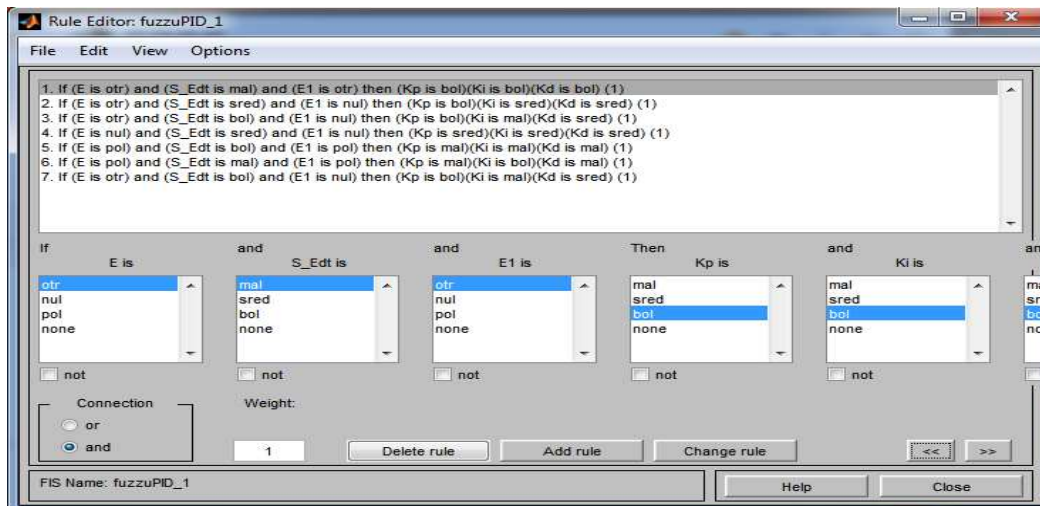 Rule Editor: fuzzuPID_1
File Edit View Options
1. If (E is otr) and (S_Edt is mal) and (E1 is otr) then (Kp is bol)(Ki is bol)(Kd is bol) (1)
2. If (E is otr) and (S_Edt is sred) and (E1 is nul) then (Kp is bol)(Ki is sred)(Kd is sred) (1)
3. If (E is otr) and (S_Edt is bol) and (E1 is nul) then (Kp is bol)(Ki is mal)(Kd is sred) (1)
4. If (E is nul) and (S_Edt is sred) and (E1 is nul) then (Kp is sred)(Ki is sred)(Kd is sred) (1)
5. If (E is pol) and (S_Edt is bol) and (E1 is pol) then (Kp is mal)(Ki is mal)(Kd is mal) (1)
6. If (E is pol) and (S_Edt is mal) and (E1 is pol) then (Kp is mal)(Ki is bol)(Kd is mal) (1)
7. If (E is otr) and (S_Edt is bol) and (E1 is nul) then (Kp is bol)(Ki is mal)(Kd is sred) (1)
If and and Then and an
E is S_Edt is E1 is Kp is Ki is
otr mal otr mal mal ma
nul sred nul sred sred sr
pol bol pol bol bol bo
none none none none none no
not not not not not
Connection Weight:
or
and 1 Delete rule Add rule Change rule << >>
FIS Name: fuzzuPID_1 Help Close